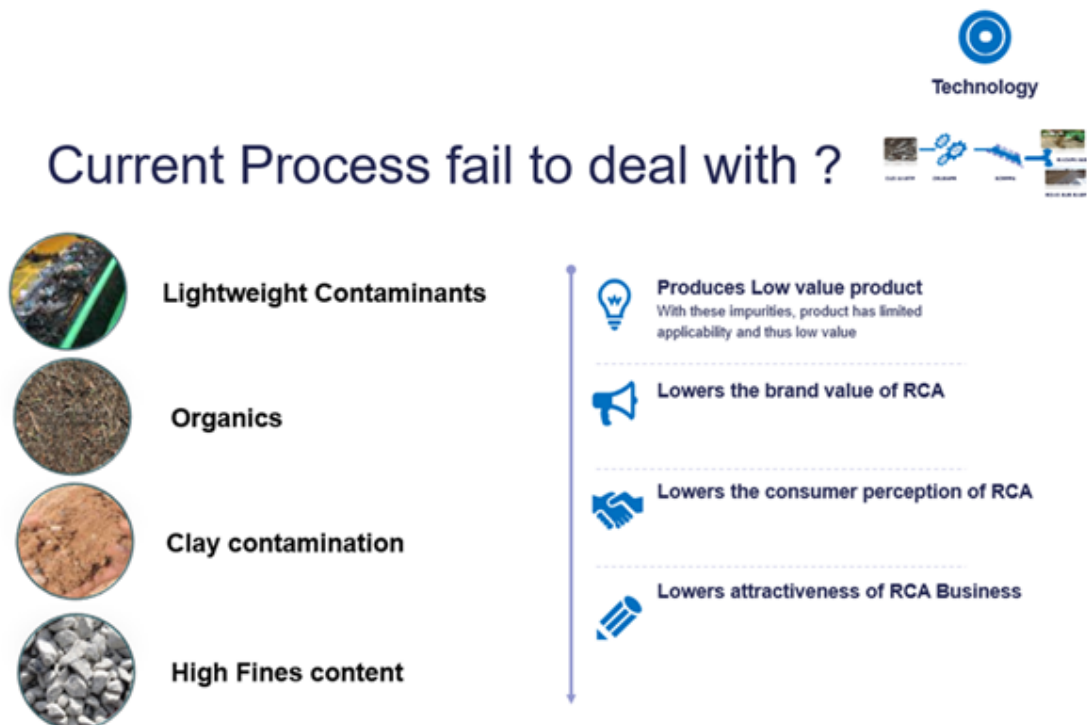 Technology
Current Process fail to deal with ?
Lightweight Contaminants
Organics
Clay contamination
High Fines content
Produces Low value product
With these impurities, product has limited
applicability and thus low value
Lowers the brand value of RCA
Lowers the consumer perception of RCA
Lowers attractiveness of RCA Business